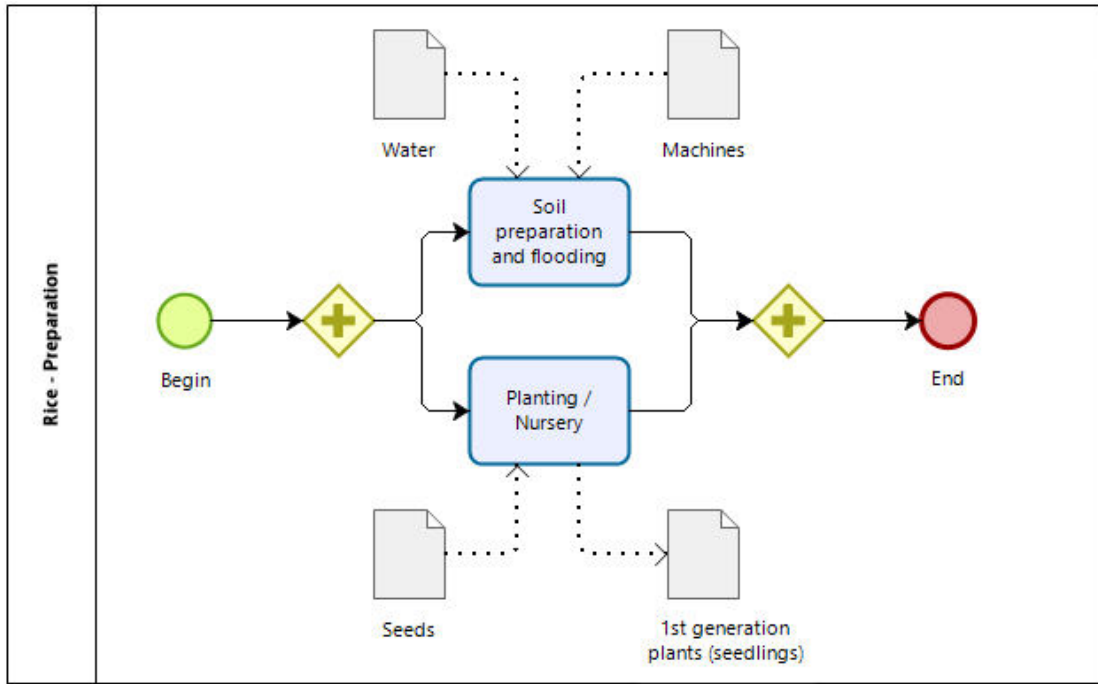 Rice - Preparation
Water
Machines
Soil
preparation
and flooding
Begin
End
Planting /
Nursery
Seeds
1st generation
plants (seedlings)